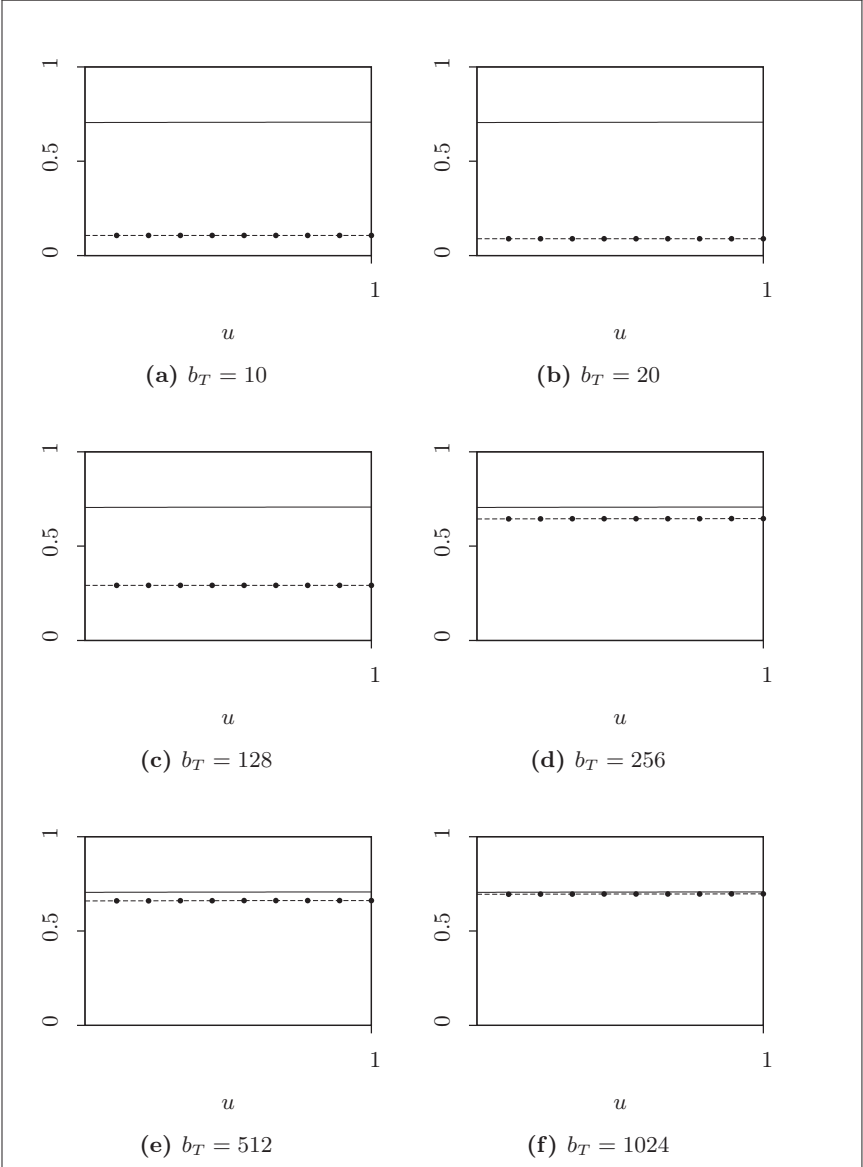 1
0.5
0
1
u
(a) b_T = 10
1
0.5
0
1
u
(b) b_T = 20
1
0.5
0
1
u
(c) b_T = 128
1
0.5
0
1
u
(d) b_T = 256
1
0.5
0
1
u
(e) b_T = 512
1
0.5
0
1
u
(f) b_T = 1024